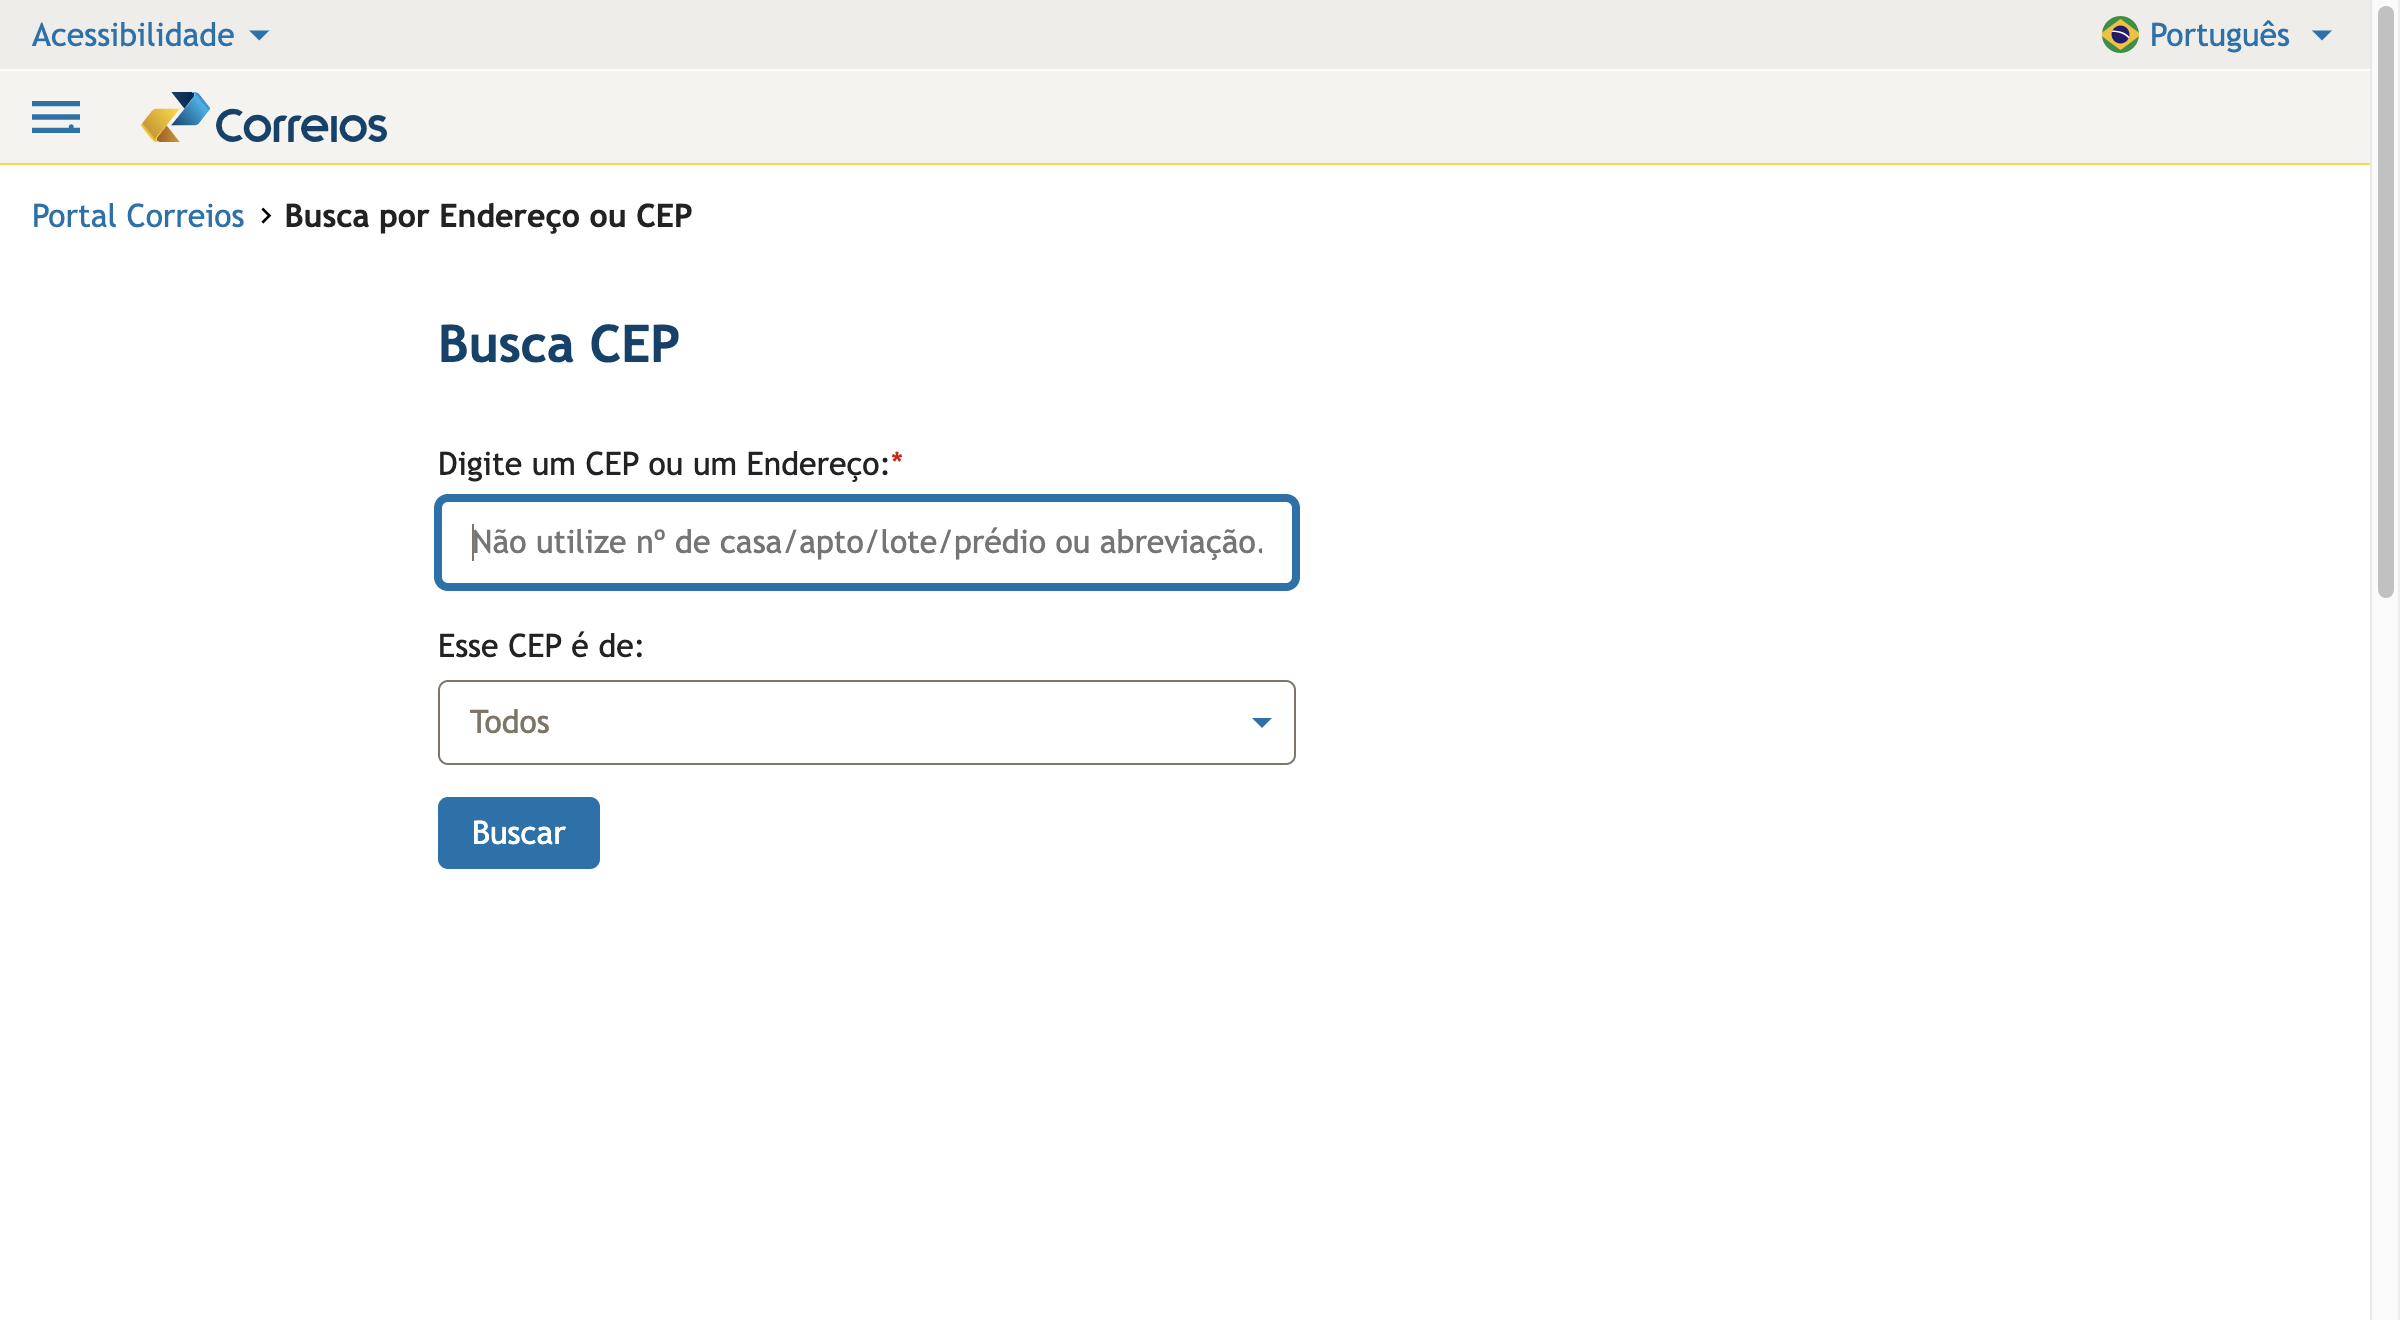 Acessibilidade
Português
Correios
Portal Correios > Busca por Endereço ou CEP
Busca CEP
Digite um CEP ou um Endereço:*
Não utilize nº de casa/apto/lote/prédio ou abreviação.
Esse CEP é de:
Todos
Buscar